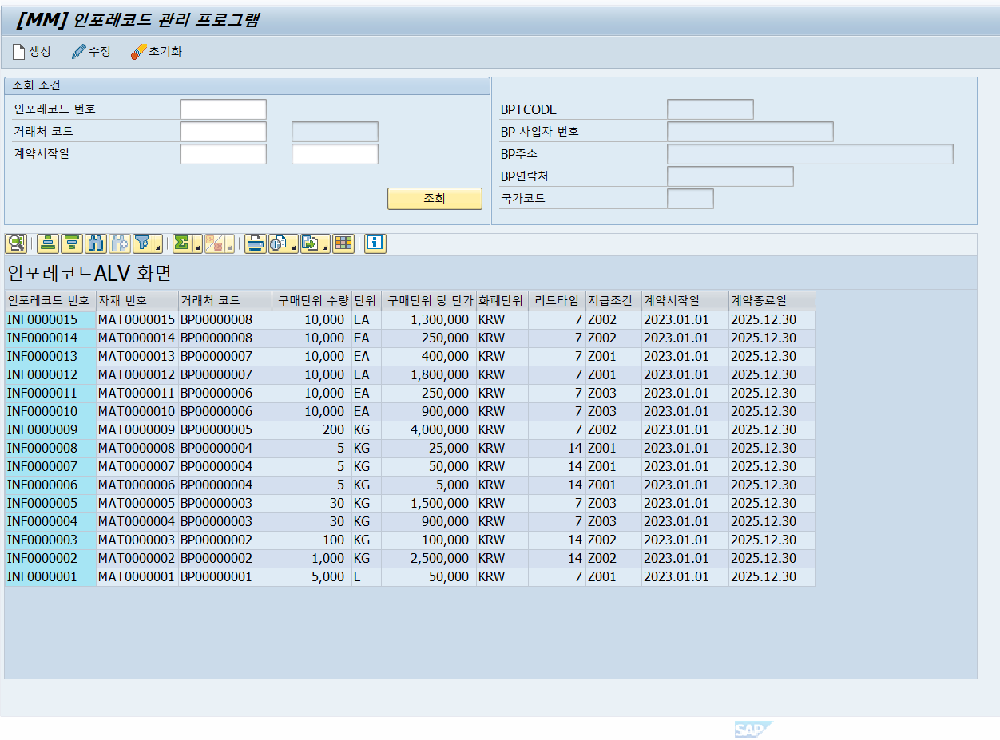 [MM] 인포레코드 관리 프로그램
생성 수정 초기화
조회 조건
인포레코드 번호
거래처 코드
계약시작일
조회
BPTCODE
BP 사업자 번호
BP주소
BP연락처
국가코드
인포레코드ALV 화면
인포레코드 번호 자재 번호 거래처 코드 구매단위 수량 단위 구매단위 당 단가 화폐단위 리드타임 지급조건 계약시작일 계약종료일
INF0000015 MAT0000015 BP00000008 10,000 EA 1,300,000 KRW 7 Z002 2023.01.01 2025.12.30
INF0000014 MAT0000014 BP00000008 10,000 EA 250,000 KRW 7 Z002 2023.01.01 2025.12.30
INF0000013 MAT0000013 BP00000007 10,000 EA 400,000 KRW 7 Z001 2023.01.01 2025.12.30
INF0000012 MAT0000012 BP00000007 10,000 EA 1,800,000 KRW 7 Z001 2023.01.01 2025.12.30
INF0000011 MAT0000011 BP00000006 10,000 EA 250,000 KRW 7 Z003 2023.01.01 2025.12.30
INF0000010 MAT0000010 BP00000006 10,000 EA 900,000 KRW 7 Z003 2023.01.01 2025.12.30
INF0000009 MAT0000009 BP00000005 200 KG 4,000,000 KRW 7 Z002 2023.01.01 2025.12.30
INF0000008 MAT0000008 BP00000004 5 KG 25,000 KRW 14 Z001 2023.01.01 2025.12.30
INF0000007 MAT0000007 BP00000004 5 KG 50,000 KRW 14 Z001 2023.01.01 2025.12.30
INF0000006 MAT0000006 BP00000004 5 KG 5,000 KRW 14 Z001 2023.01.01 2025.12.30
INF0000005 MAT0000005 BP00000003 30 KG 1,500,000 KRW 7 Z003 2023.01.01 2025.12.30
INF0000004 MAT0000004 BP00000003 30 KG 900,000 KRW 7 Z003 2023.01.01 2025.12.30
INF0000003 MAT0000003 BP00000002 100 KG 100,000 KRW 14 Z002 2023.01.01 2025.12.30
INF0000002 MAT0000002 BP00000002 1,000 KG 2,500,000 KRW 14 Z002 2023.01.01 2025.12.30
INF0000001 MAT0000001 BP00000001 5,000 L 50,000 KRW 7 Z001 2023.01.01 2025.12.30
SAP